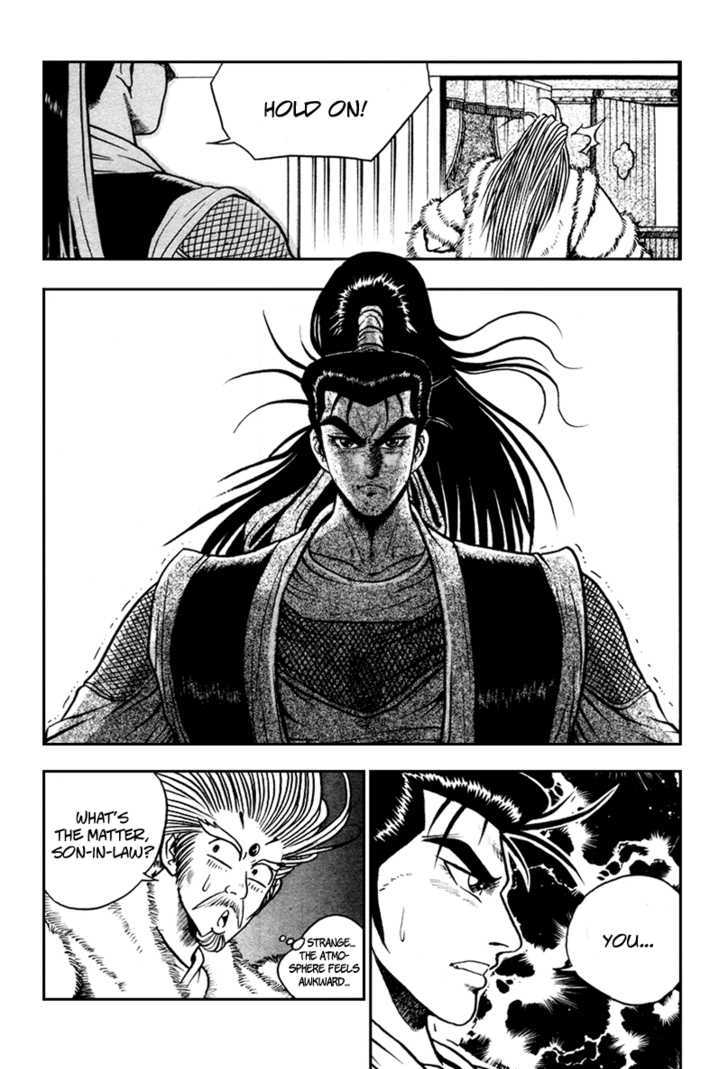 HOLD ON!
WHAT'S
THE MATTER,
SON-IN-LAW?
STRANGE...
THE ATMO-
SPHERE FEELS
AWKWARD...
YOU...